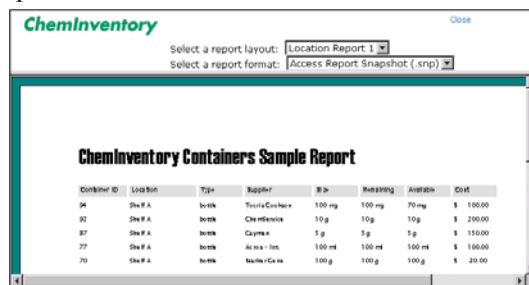 ChemInventory
Close
Select a report layout: Location Report 1
Select a report format: Access Report Snapshot (.snp)
ChemInventory Containers Sample Report
Container ID Location Type Supplier Size Remaining Available Cost
94 Shelf A bottle Tocris Cookson 100 mg 100 mg 70 mg $ 100.00
92 Shelf A bottle ChemService 10 g 10 g 10 g $ 200.00
87 Shelf A bottle Cayman 5 g 5 g 5 g $ 150.00
77 Shelf A bottle 100 ml 100 ml 100 ml $ 100.00
70 Shelf A bottle 100 g 100 g 100 g $ 20.00